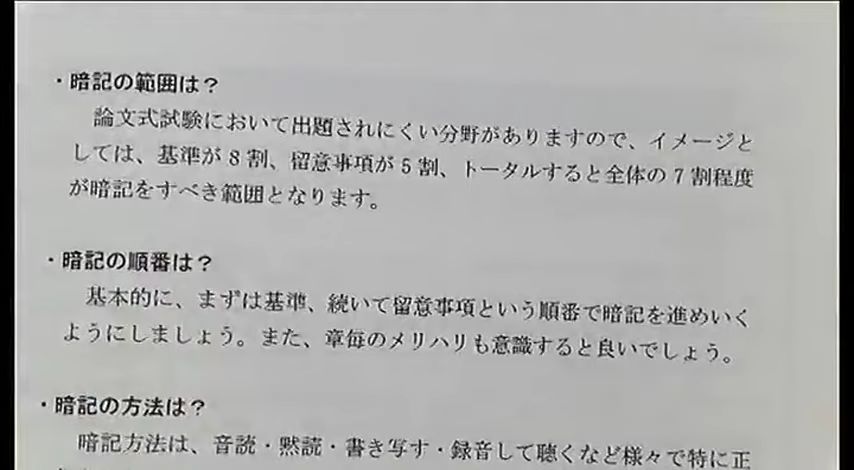 ・暗記の範囲は?
論文式試験において出題されにくい分野がありますので、イメージと
しては、基準が8割、留意事項が5割、トータルすると全体の7割程度
が暗記をすべき範囲となります。
・暗記の順番は?
基本的に、まずは基準、続いて留意事項という順番で暗記を進めいく
ようにしましょう。また、章毎のメリハリも意識すると良いでしょう。
・暗記の方法は?
暗記方法は、音読・黙読・書き写す・録音して聴くなど様々で特に正